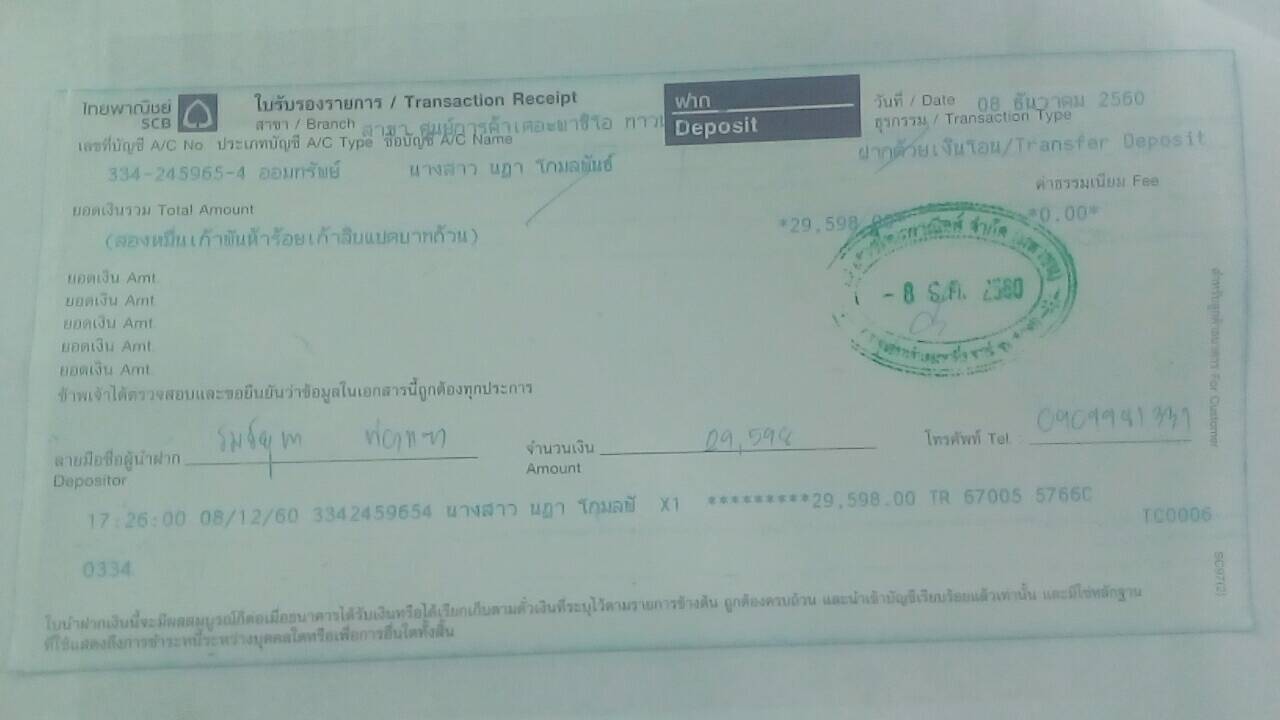 ไทยพาณิชย์
SCB
ใบรับรองรายการ / Transaction Receipt
สาขา / Branch สาขา ศูนย์การค้าเดอะพาซิโอ ทาวน์
ฝาก
Deposit
วันที่ / Date 08 ธันวาคม 2560
ธุรกรรม / Transaction Type
ฝากด้วยเงินโอน/Transfer Deposit
เลขที่บัญชี A/C No ประเภทบัญชี A/C Type ชื่อบัญชี A/C Name
334-245965-4 ออมทรัพย์ นางสาว นฎา โกมลพันธ์
ค่าธรรมเนียม Fee
ยอดเงินรวม Total Amount *29,598.00* *0.00*
(สองหมื่นเก้าพันห้าร้อยเก้าสิบแปดบาทถ้วน)
- 8 ธ.ค. 2560
ยอดเงิน Amt.
ยอดเงิน Amt.
ยอดเงิน Amt.
ยอดเงิน Amt.
ยอดเงิน Amt.
ข้าพเจ้าได้ตรวจสอบและขอยืนยันว่าข้อมูลในเอกสารนี้ถูกต้องทุกประการ
ลายมือชื่อผู้นำฝาก
Depositor
จำนวนเงิน 29,598
Amount
โทรศัพท์ Tel.
17:26:00 08/12/60 3342459654 นางสาว นฎา โกมลพั X1 *********29,598.00 TR 67005 5766C
TC0006
0334
ใบนำฝากเงินนี้จะมีผลสมบูรณ์ก็ต่อเมื่อธนาคารได้รับเงินหรือได้เรียกเก็บตามตั๋วเงินที่ระบุไว้ตามรายการข้างต้น ถูกต้องครบถ้วน และนำเข้าบัญชีเรียบร้อยแล้วเท่านั้น และมิใช่หลักฐาน
ที่ใช้แสดงถึงการชำระหนี้ระหว่างบุคคลใดหรือเพื่อการอื่นใดทั้งสิ้น
For Customer